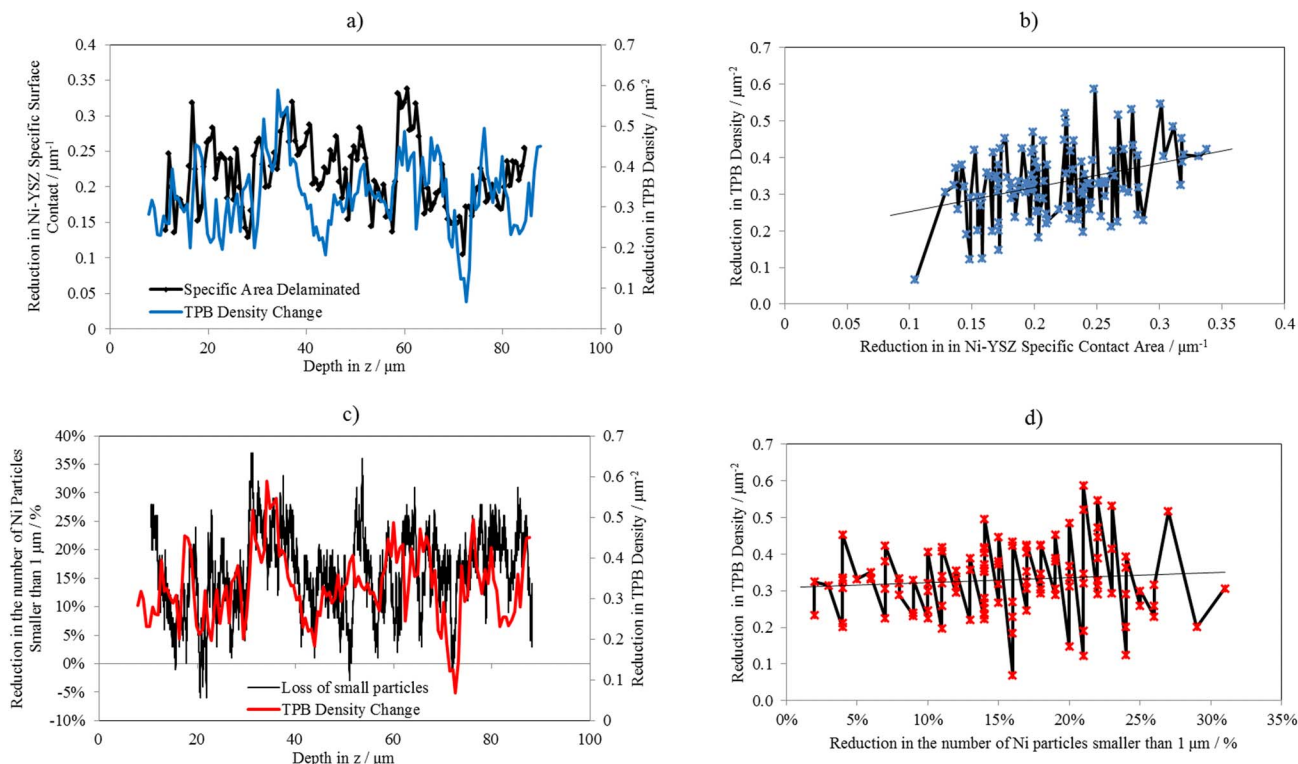 a)
Reduction in Ni-YSZ Specific Surface
Contact / μm⁻¹
0.4
0.35
0.3
0.25
0.2
0.15
0.1
0.05
0
0.7
0.6
0.5
0.4
0.3
0.2
0.1
0
Reduction in TPB Density / μm⁻²
Specific Area Delaminated
TPB Density Change
0 20 40 60 80 100
Depth in z / μm
b)
Reduction in TPB Density / μm⁻²
0.7
0.6
0.5
0.4
0.3
0.2
0.1
0.0
0 0.05 0.1 0.15 0.2 0.25 0.3 0.35 0.4
Reduction in in Ni-YSZ Specific Contact Area / μm⁻¹
c)
Reduction in the number of Ni Particles
Smaller than 1 μm / %
40%
35%
30%
25%
20%
15%
10%
5%
0%
-5%
-10%
0.7
0.6
0.5
0.4
0.3
0.2
0.1
0
Reduction in TPB Density / μm⁻²
Loss of small particles
TPB Density Change
0 20 40 60 80 100
Depth in z / μm
d)
Reduction in TPB Density / μm⁻²
0.7
0.6
0.5
0.4
0.3
0.2
0.1
0.0
0% 5% 10% 15% 20% 25% 30% 35%
Reduction in the number of Ni particles smaller than 1 μm / %